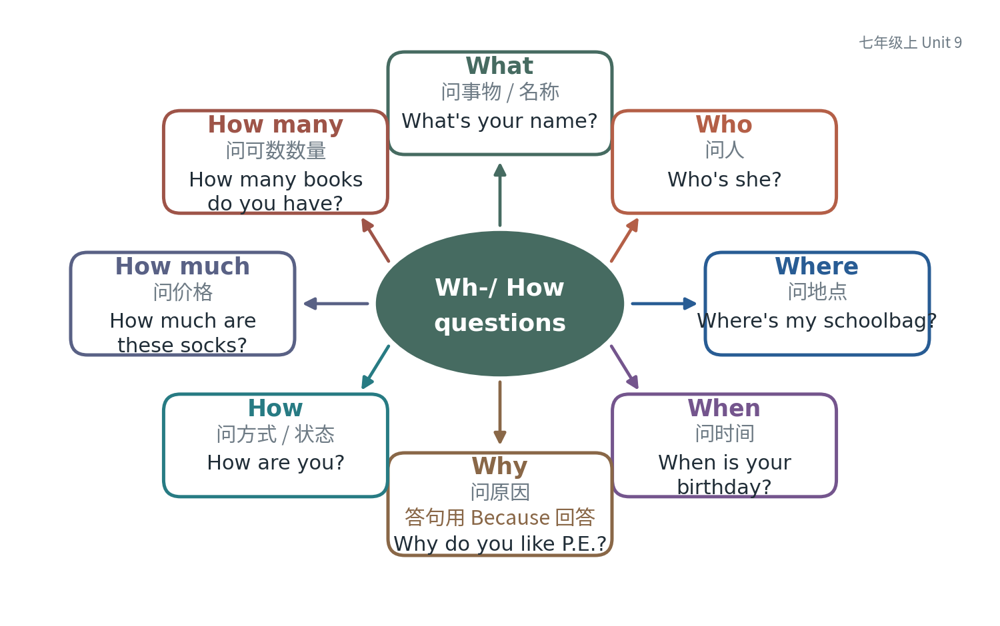 七年级上 Unit 9
What
问事物 / 名称
What's your name?
Who
问人
Who's she?
Where
问地点
Where's my schoolbag?
When
问时间
When is your
birthday?
Why
问原因
答句用 Because 回答
Why do you like P.E.?
How
问方式 / 状态
How are you?
How much
问价格
How much are
these socks?
How many
问可数数量
How many books
do you have?
Wh-/ How
questions